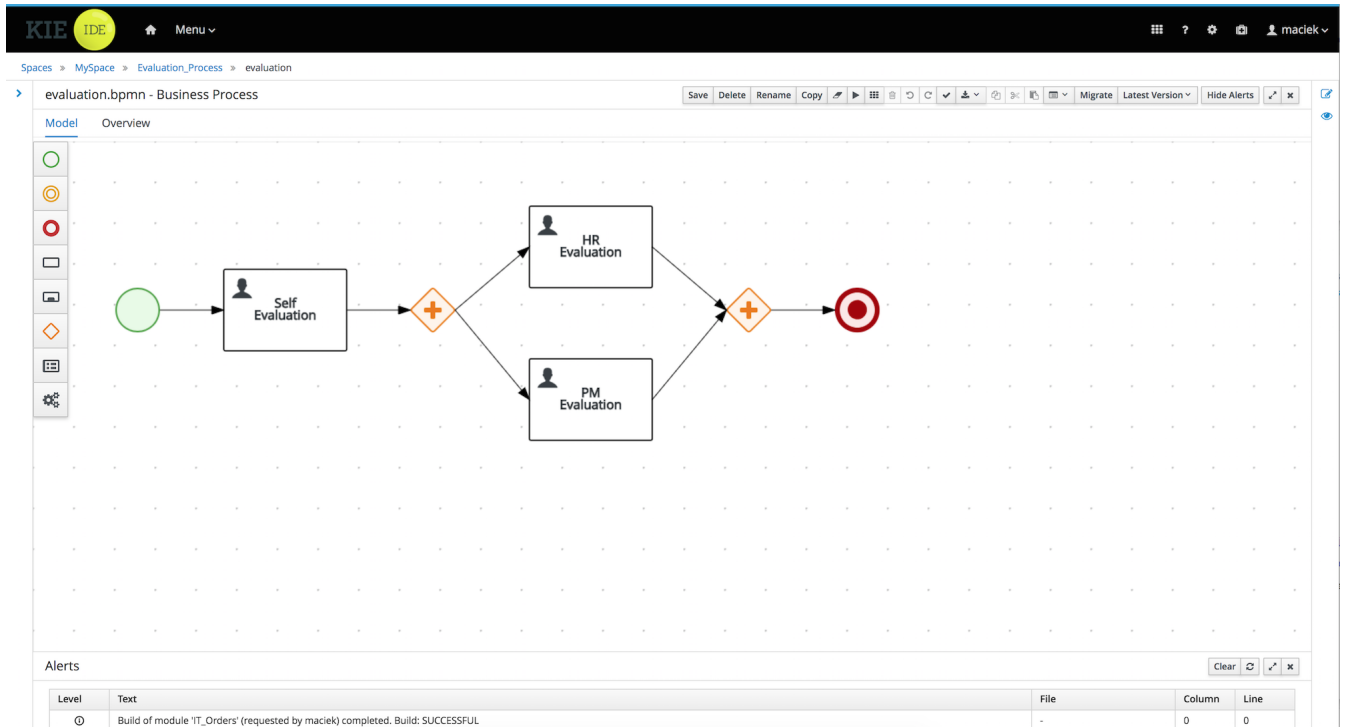 KIE IDE Menu ? maciek
Spaces » MySpace » Evaluation_Process » evaluation
evaluation.bpmn - Business Process Save Delete Rename Copy Migrate Latest Version Hide Alerts
Model Overview
HR
Evaluation
Self
Evaluation
PM
Evaluation
Alerts Clear
Level Text File Column Line
Build of module 'IT_Orders' (requested by maciek) completed. Build: SUCCESSFUL - 0 0